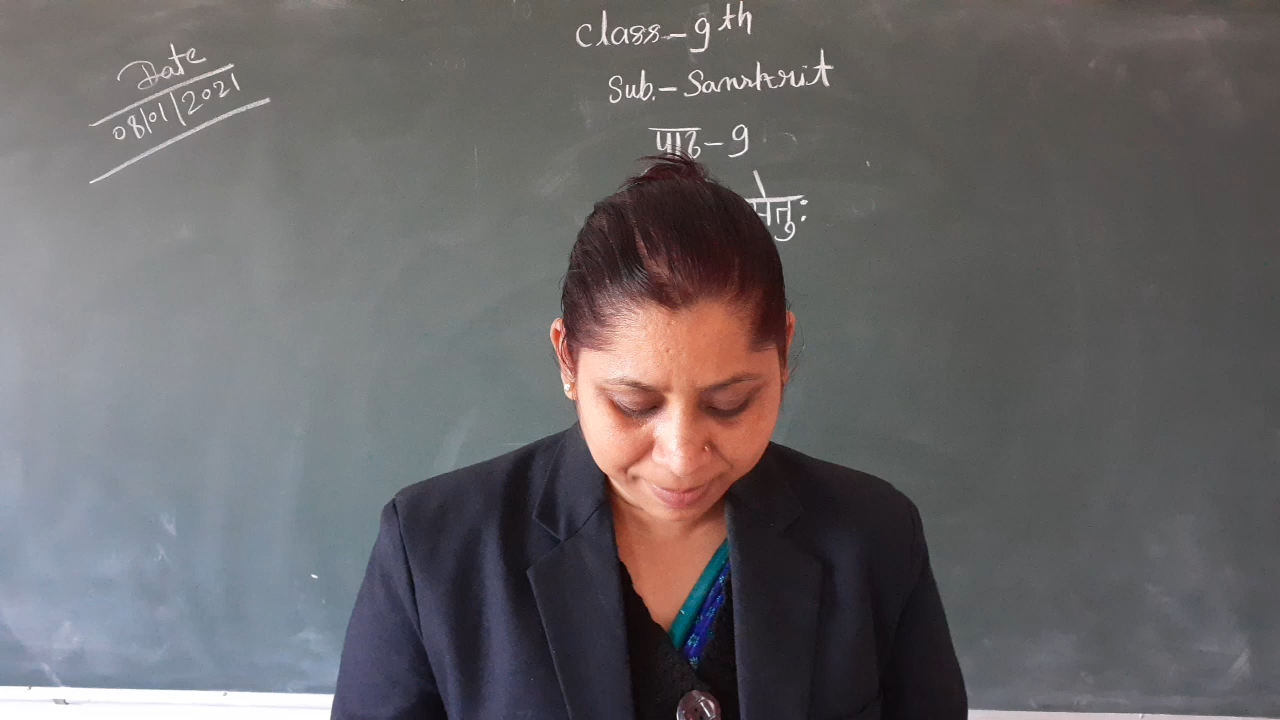 Date
08/01/2021
Class-9th
Sub.-Sanskrit
पाठ-9
सेतुः